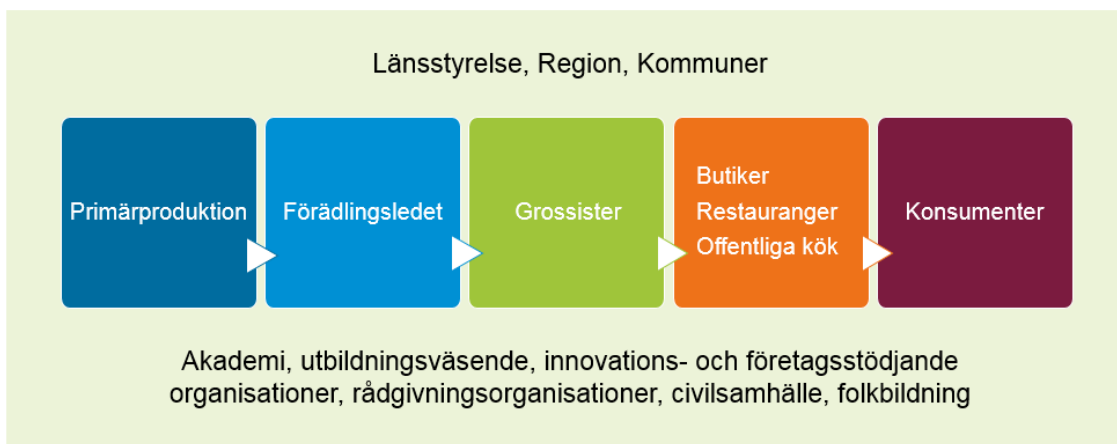 Länsstyrelse, Region, Kommuner
Primärproduktion
Förädlingsledet
Grossister
Butiker
Restauranger
Offentliga kök
Konsumenter
Akademi, utbildningsväsende, innovations- och företagsstödjande
organisationer, rådgivningsorganisationer, civilsamhälle, folkbildning